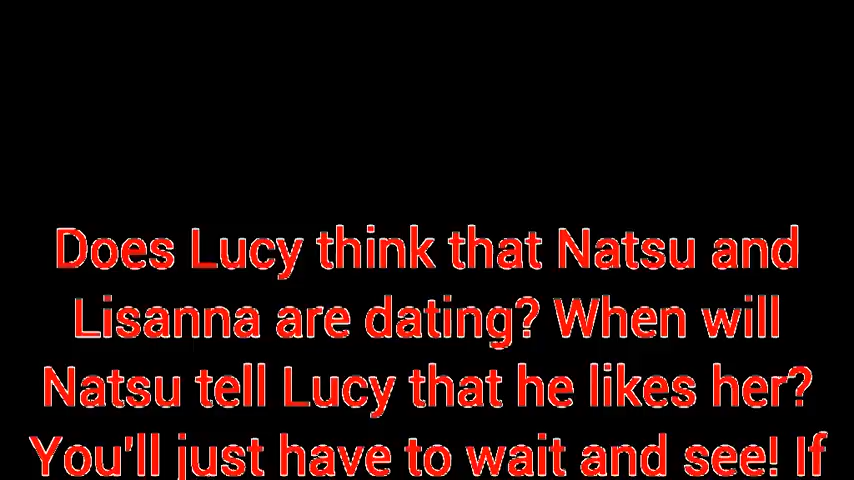 Does Lucy think that Natsu and
Lisanna are dating? When will
Natsu tell Lucy that he likes her?
You'll just have to wait and see! If